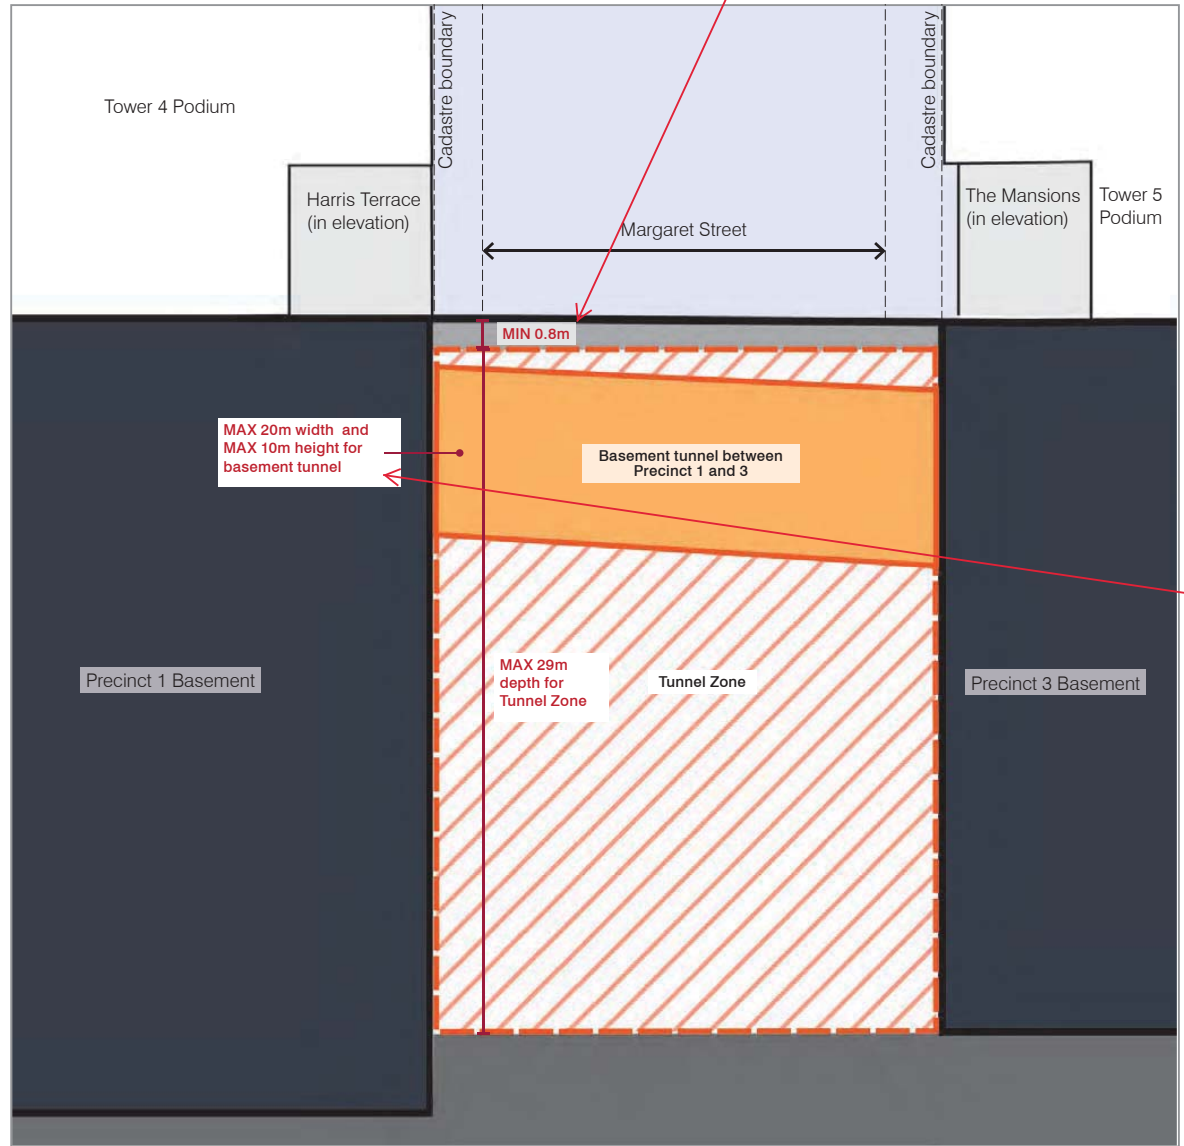 Cadastre boundary
Cadastre boundary
Tower 4 Podium
Harris Terrace
(in elevation)
The Mansions
(in elevation)
Tower 5
Podium
Margaret Street
MIN 0.8m
MAX 20m width and
MAX 10m height for
basement tunnel
Basement tunnel between
Precinct 1 and 3
Precinct 1 Basement
MAX 29m
depth for
Tunnel Zone
Tunnel Zone
Precinct 3 Basement